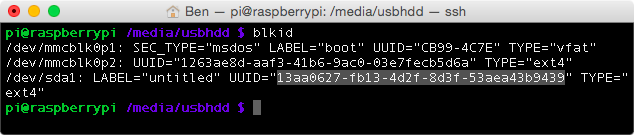 Ben — pi@raspberrypi: /media/usbhdd — ssh
pi@raspberrypi /media/usbhdd $ blkid
/dev/mmcblk0p1: SEC_TYPE="msdos" LABEL="boot" UUID="CB99-4C7E" TYPE="vfat"
/dev/mmcblk0p2: UUID="1263ae8d-aaf3-41b6-9ac0-03e7fecb5d6a" TYPE="ext4"
/dev/sda1: LABEL="untitled" UUID="13aa0627-fb13-4d2f-8d3f-53aea43b9439" TYPE="
ext4"
pi@raspberrypi /media/usbhdd $